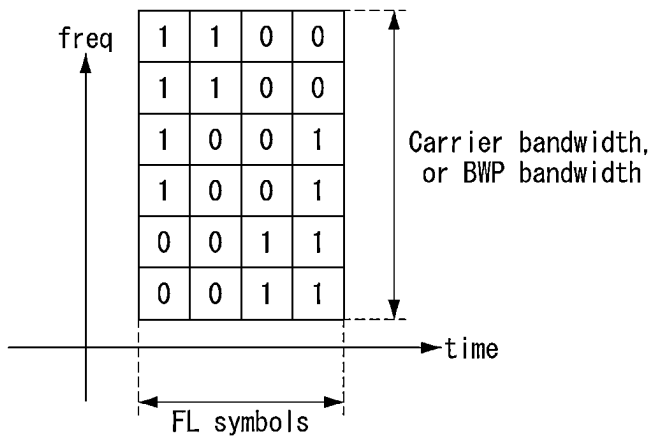 freq
1 1 0 0
1 1 0 0
1 0 0 1
1 0 0 1
0 0 1 1
0 0 1 1
Carrier bandwidth,
or BWP bandwidth
time
FL symbols